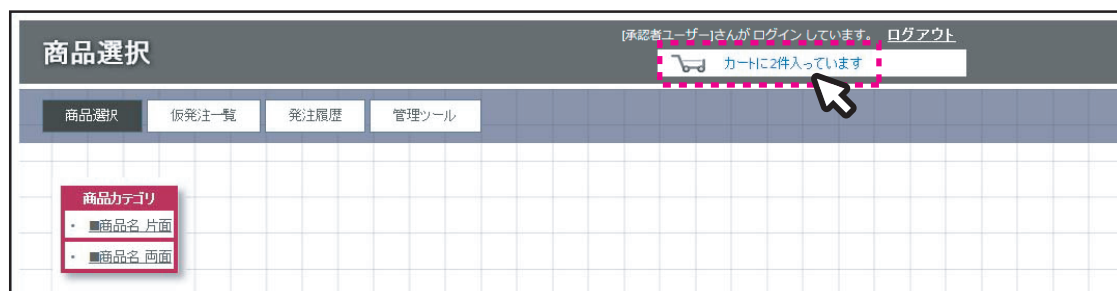 商品選択
[承認者ユーザー]さんがログインしています。 ログアウト
カートに2件入っています
商品選択 仮発注一覧 発注履歴 管理ツール
商品カテゴリ
・ ■商品名 片面
・ ■商品名 両面